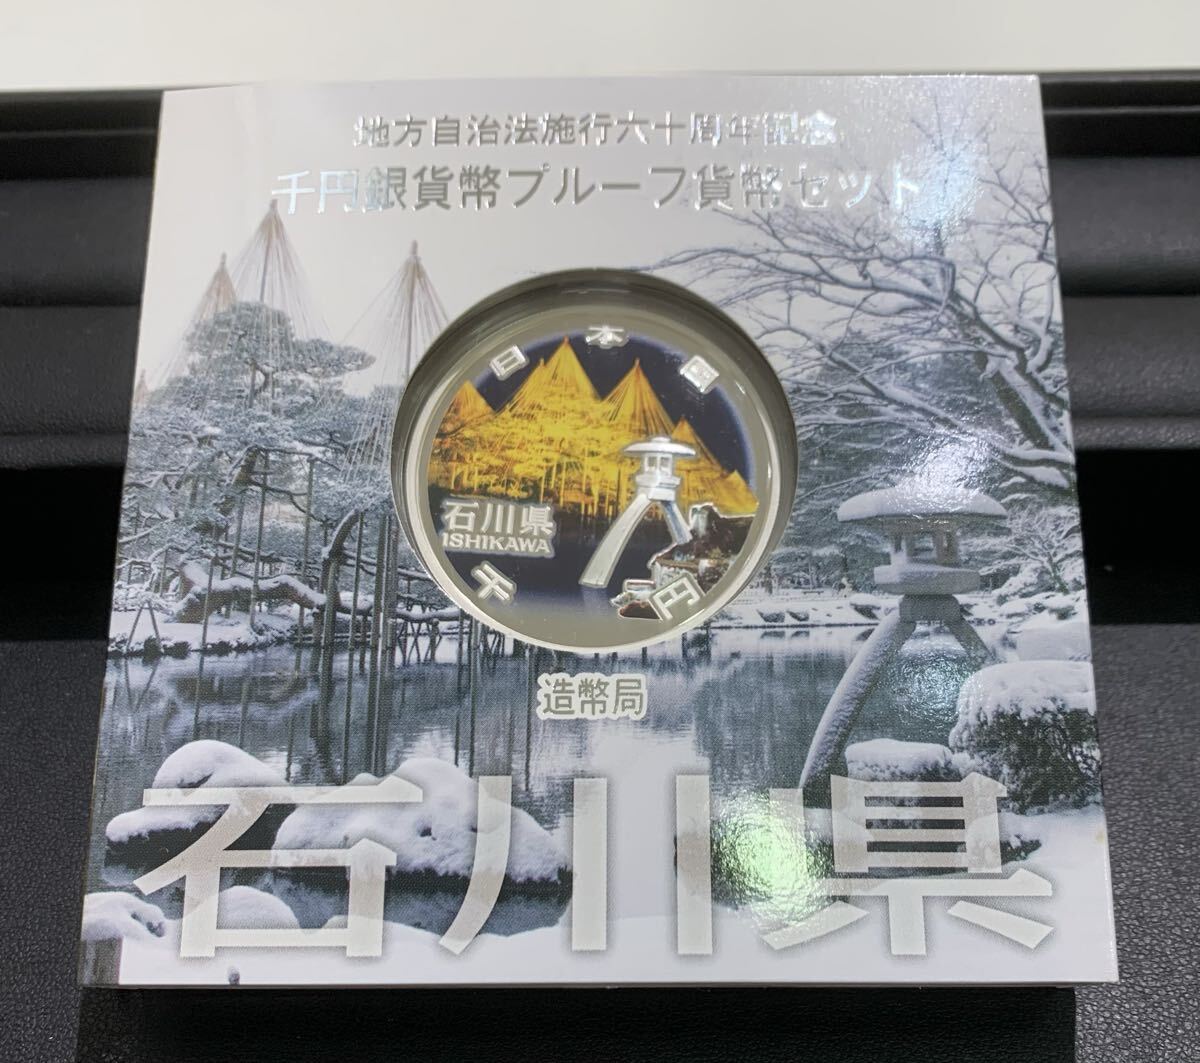 地方自治法施行六十周年記念
千円銀貨幣プルーフ貨幣セット
日本国
石川県
ISHIKAWA
千円
造幣局
石川県